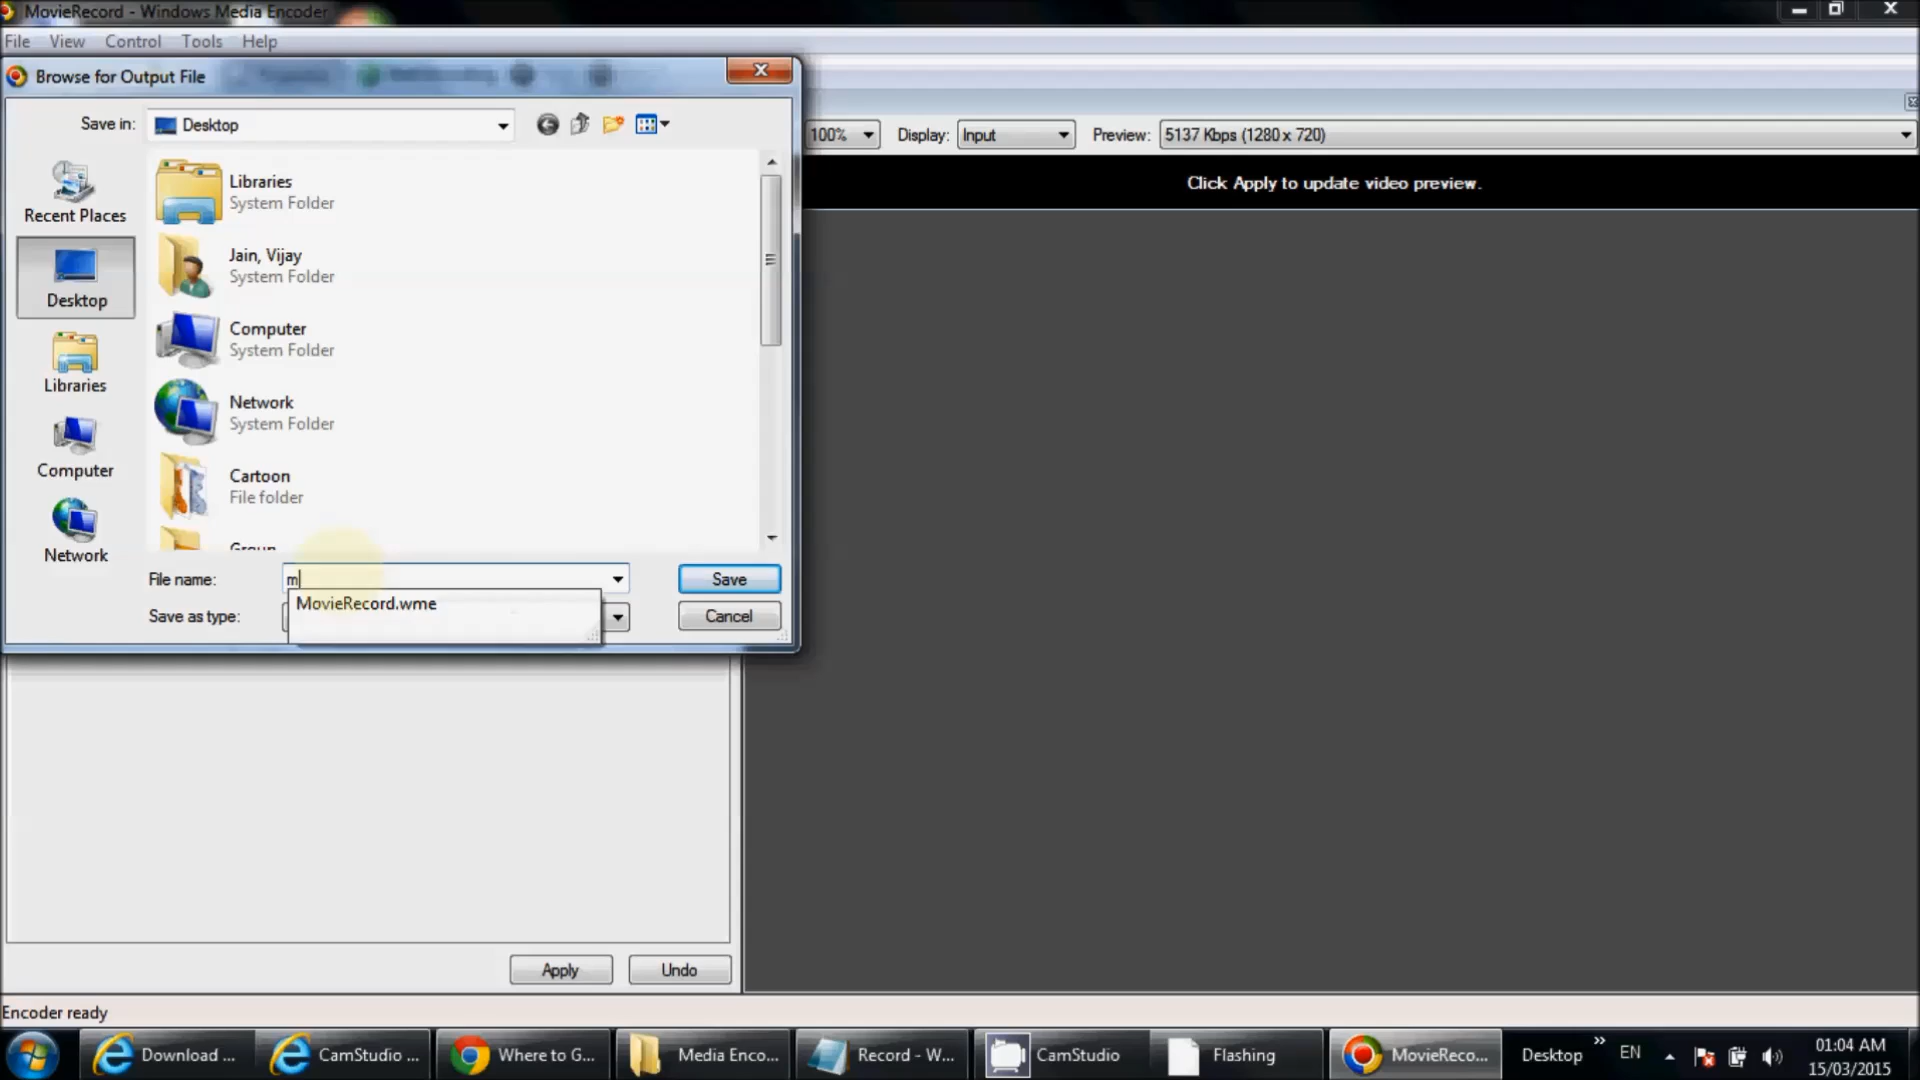 MovieRecord - Windows Media Encoder
File View Control Tools Help
Browse for Output File
Save in: Desktop
100% Display: Input Preview: 5137 Kbps (1280 x 720)
Click Apply to update video preview.
Recent Places
Desktop
Libraries
Computer
Network
Libraries
System Folder
Jain, Vijay
System Folder
Computer
System Folder
Network
System Folder
Cartoon
File folder
Group
File name: m
MovieRecord.wme
Save as type:
Save
Cancel
Apply Undo
Encoder ready
Download ... CamStudio ... Where to G... Media Enco... Record - W... CamStudio Flashing MovieReco... Desktop » EN 01:04 AM
15/03/2015